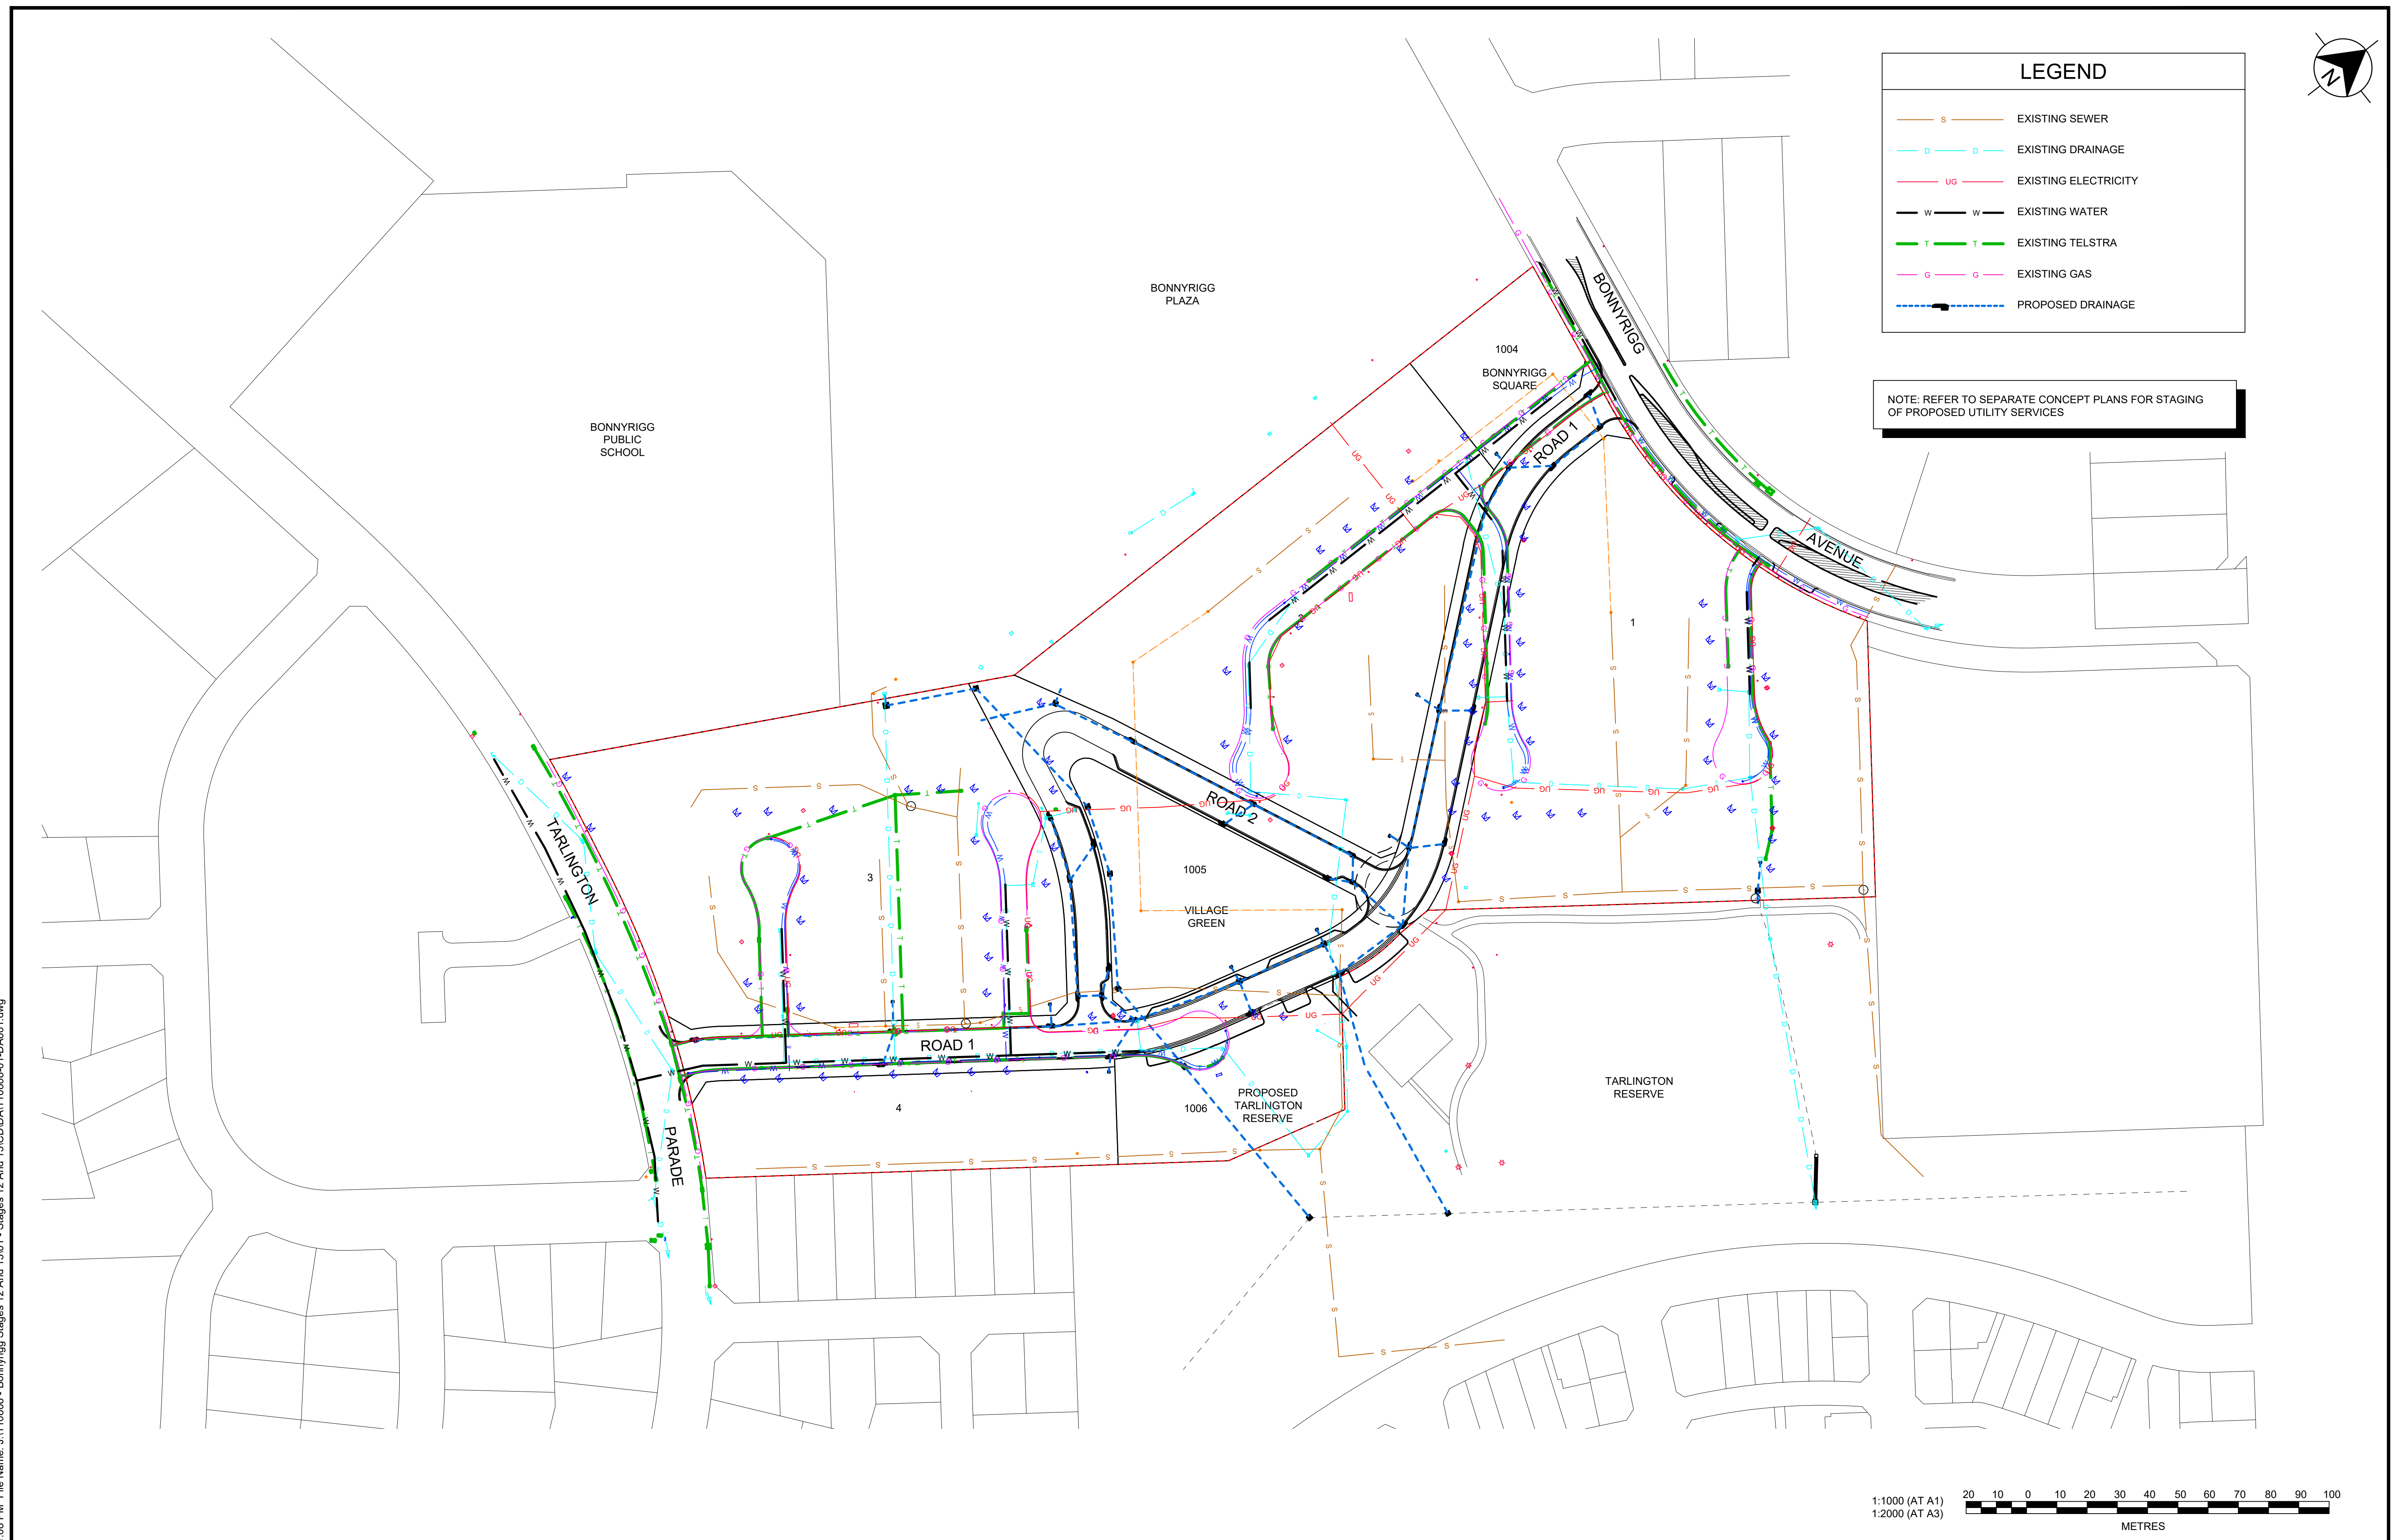 LEGEND
S
EXISTING SEWER
D D
EXISTING DRAINAGE
UG
EXISTING ELECTRICITY
W W
EXISTING WATER
T T
EXISTING TELSTRA
G G
EXISTING GAS
PROPOSED DRAINAGE
N
NOTE: REFER TO SEPARATE CONCEPT PLANS FOR STAGING
OF PROPOSED UTILITY SERVICES
BONNYRIGG
PLAZA
BONNYRIGG
PUBLIC
SCHOOL
1004
BONNYRIGG
SQUARE
BONNYRIGG
AVENUE
ROAD 1
1
2
ROAD 2
1005
VILLAGE
GREEN
3
TARLINGTON
PARADE
ROAD 1
4
1006
PROPOSED
TARLINGTON
RESERVE
TARLINGTON
RESERVE
1:1000 (AT A1)
1:2000 (AT A3)
20 10 0 10 20 30 40 50 60 70 80 90 100
METRES